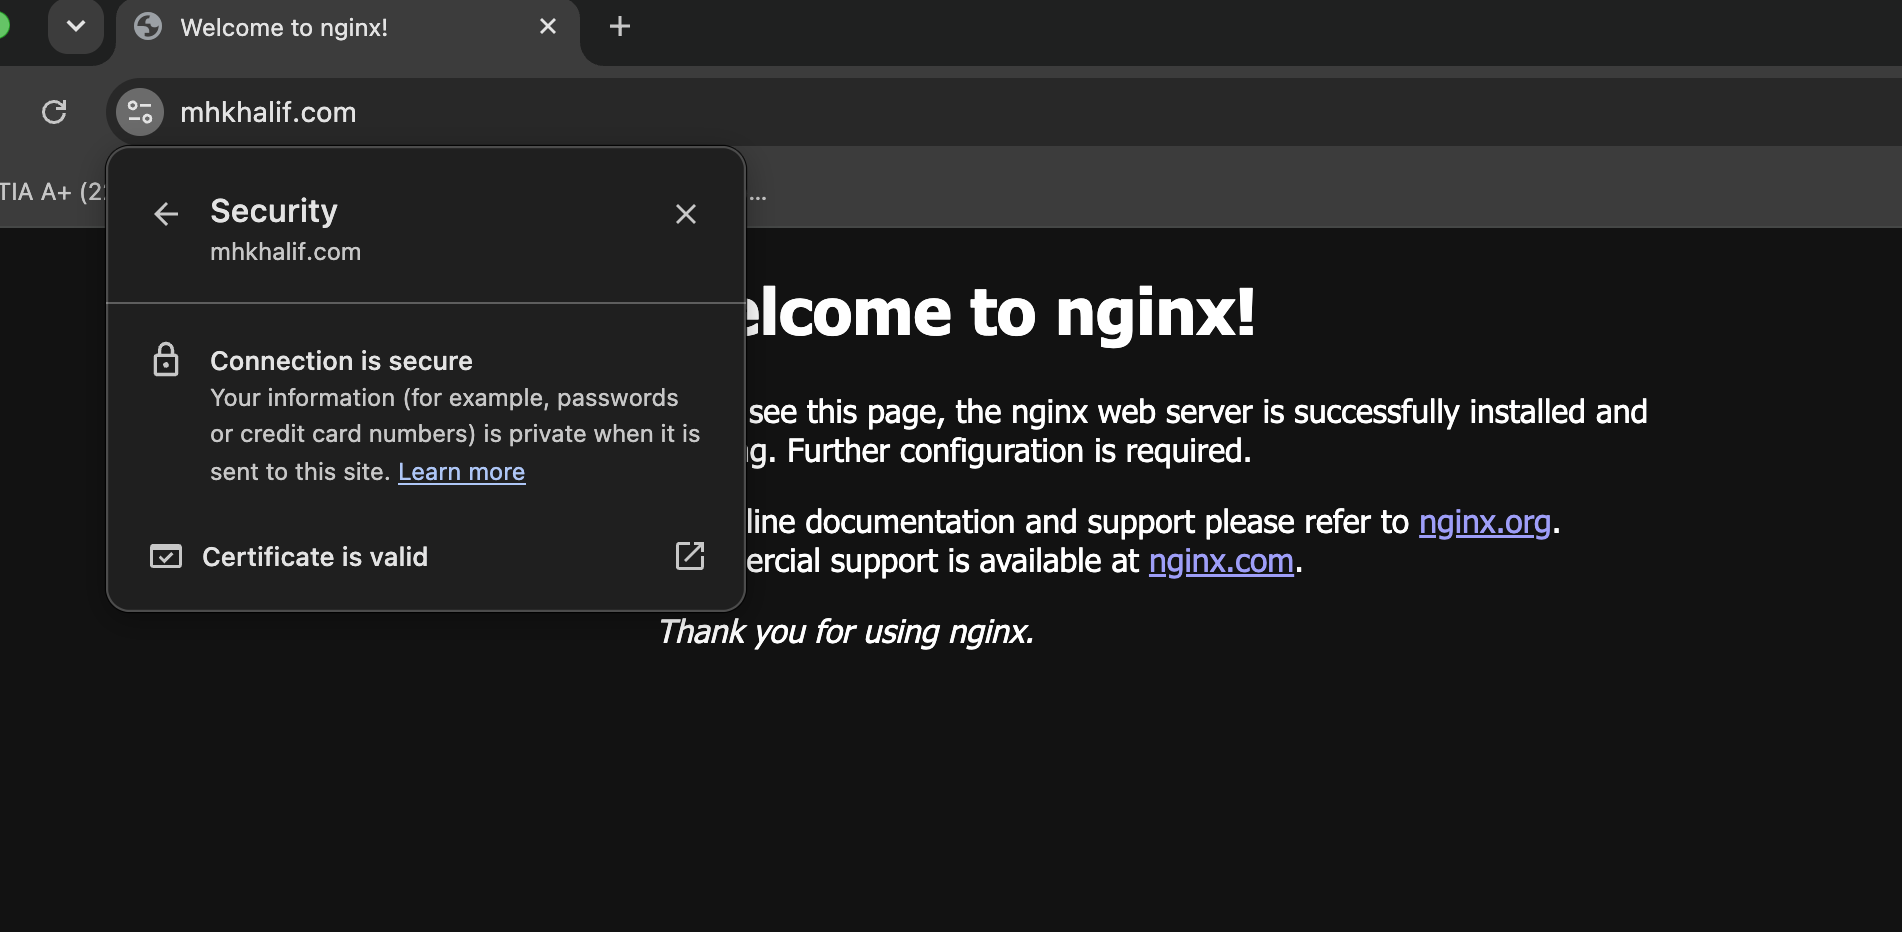 Welcome to nginx!
mhkhalif.com
TIA A+ (2
...
Security
mhkhalif.com
Connection is secure
Your information (for example, passwords
or credit card numbers) is private when it is
sent to this site. Learn more
Certificate is valid
elcome to nginx!
see this page, the nginx web server is successfully installed and
g. Further configuration is required.
line documentation and support please refer to nginx.org.
ercial support is available at nginx.com.
Thank you for using nginx.